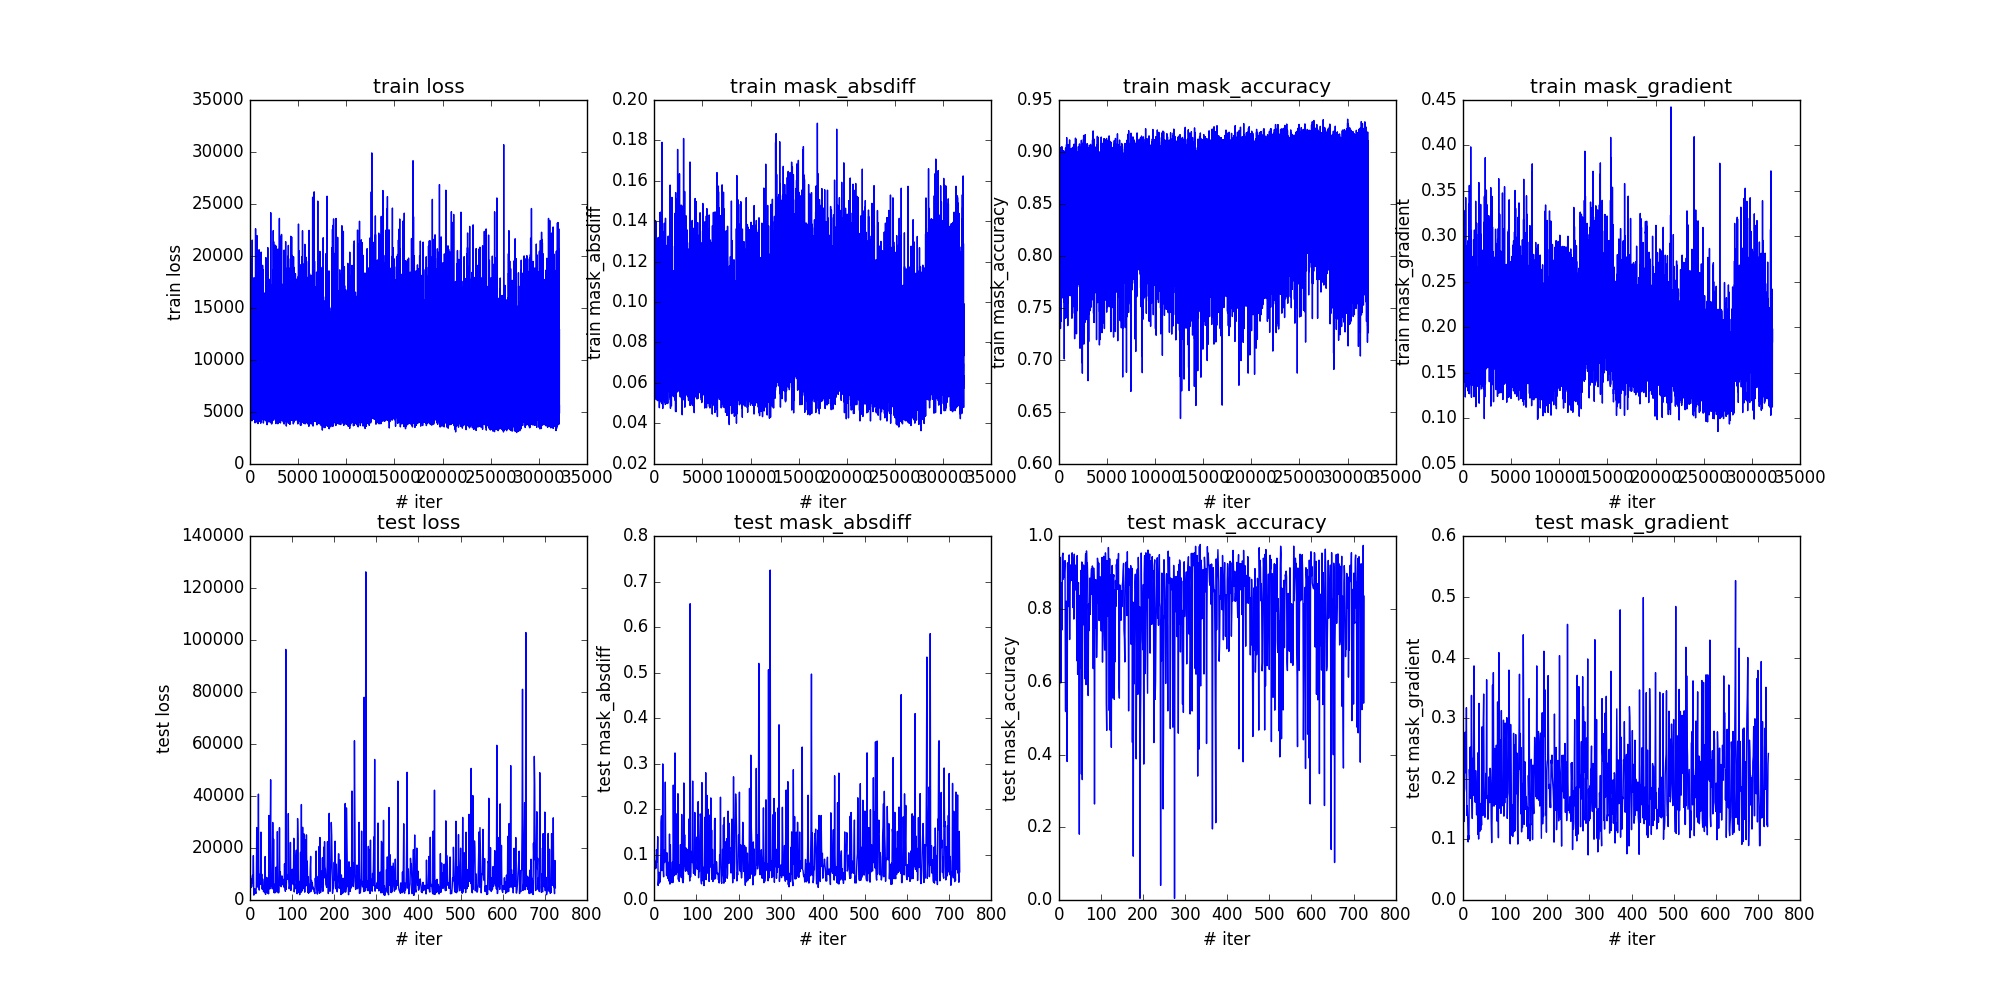 train loss
train mask_absdiff
train mask_accuracy
train mask_gradient
35000
30000
25000
20000
15000
10000
5000
0
train loss
0 5000 10000 15000 20000 25000 30000 35000
# iter
0.20
0.18
0.16
0.14
0.12
0.10
0.08
0.06
0.04
0.02
train mask_absdiff
0 5000 10000 15000 20000 25000 30000 35000
# iter
0.95
0.90
0.85
0.80
0.75
0.70
0.65
0.60
train mask_accuracy
0 5000 10000 15000 20000 25000 30000 35000
# iter
0.45
0.40
0.35
0.30
0.25
0.20
0.15
0.10
0.05
train mask_gradient
0 5000 10000 15000 20000 25000 30000 35000
# iter
test loss
test mask_absdiff
test mask_accuracy
test mask_gradient
140000
120000
100000
80000
60000
40000
20000
0
test loss
0 100 200 300 400 500 600 700 800
# iter
0.8
0.7
0.6
0.5
0.4
0.3
0.2
0.1
0.0
test mask_absdiff
0 100 200 300 400 500 600 700 800
# iter
1.0
0.8
0.6
0.4
0.2
0.0
test mask_accuracy
0 100 200 300 400 500 600 700 800
# iter
0.6
0.5
0.4
0.3
0.2
0.1
0.0
test mask_gradient
0 100 200 300 400 500 600 700 800
# iter